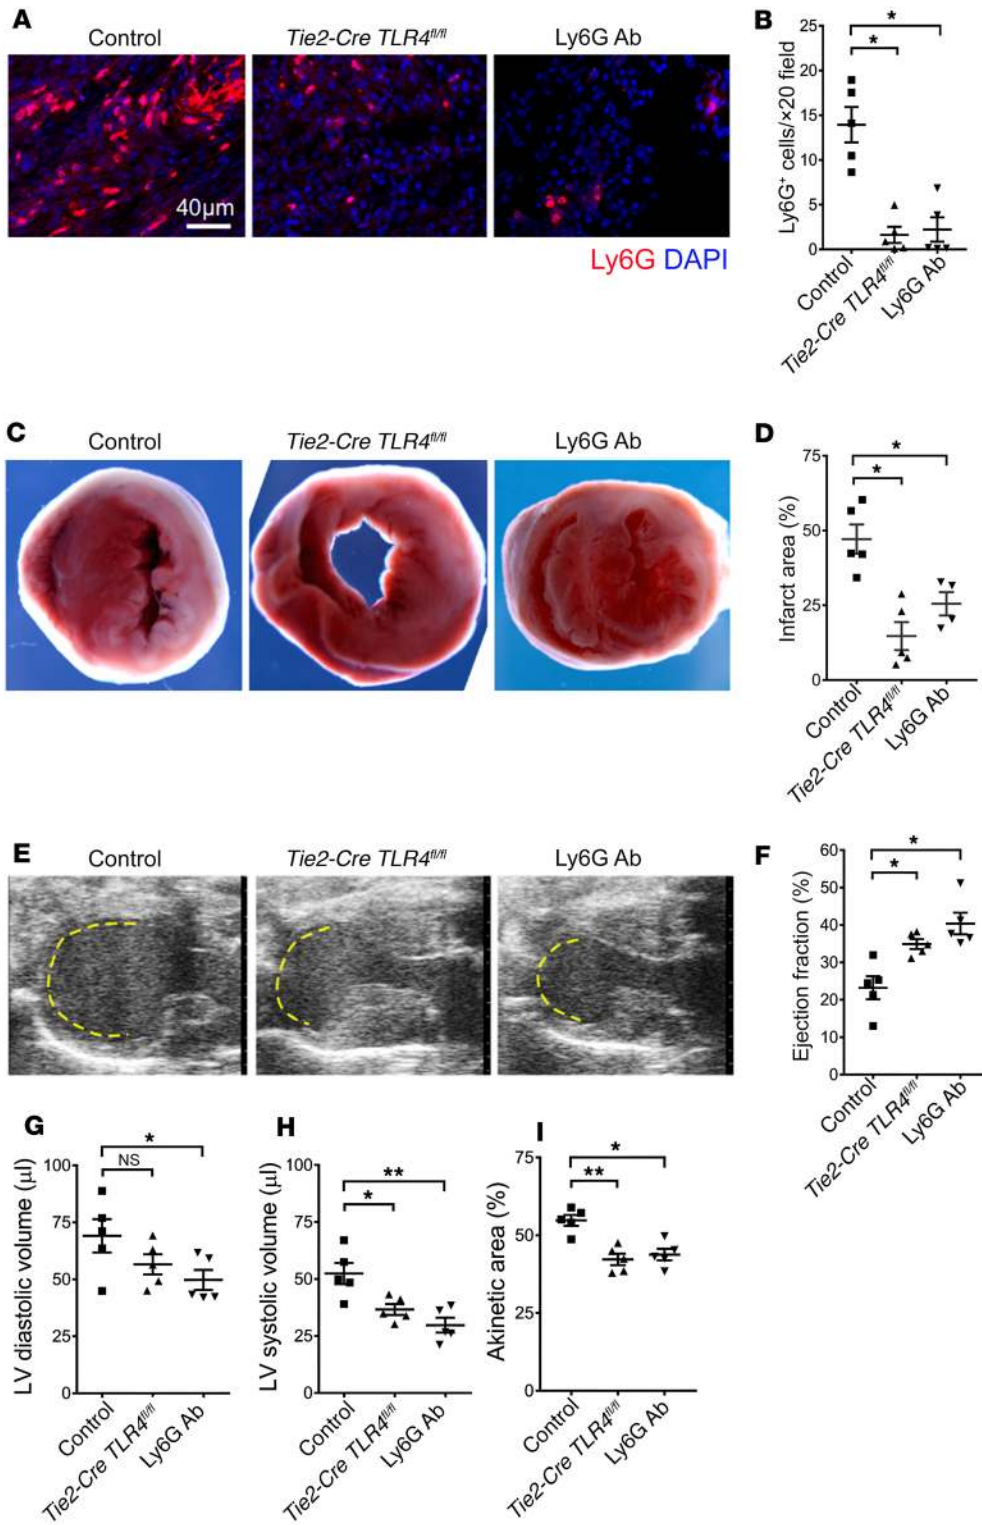 A
Control
Tie2-Cre TLR4fl/fl
Ly6G Ab
40μm
Ly6G DAPI
B
*
*
Ly6G+ cells/×20 field
25
20
15
10
5
0
Control
Tie2-Cre TLR4fl/fl
Ly6G Ab
C
Control
Tie2-Cre TLR4fl/fl
Ly6G Ab
D
*
*
Infarct area (%)
75
50
25
0
Control
Tie2-Cre TLR4fl/fl
Ly6G Ab
E
Control
Tie2-Cre TLR4fl/fl
Ly6G Ab
F
*
*
Ejection fraction (%)
60
50
40
30
20
10
0
Control
Tie2-Cre TLR4fl/fl
Ly6G Ab
G
*
NS
LV diastolic volume (μl)
100
75
50
25
0
Control
Tie2-Cre TLR4fl/fl
Ly6G Ab
H
**
*
LV systolic volume (μl)
100
75
50
25
0
Control
Tie2-Cre TLR4fl/fl
Ly6G Ab
I
*
**
Akinetic area (%)
75
50
25
0
Control
Tie2-Cre TLR4fl/fl
Ly6G Ab